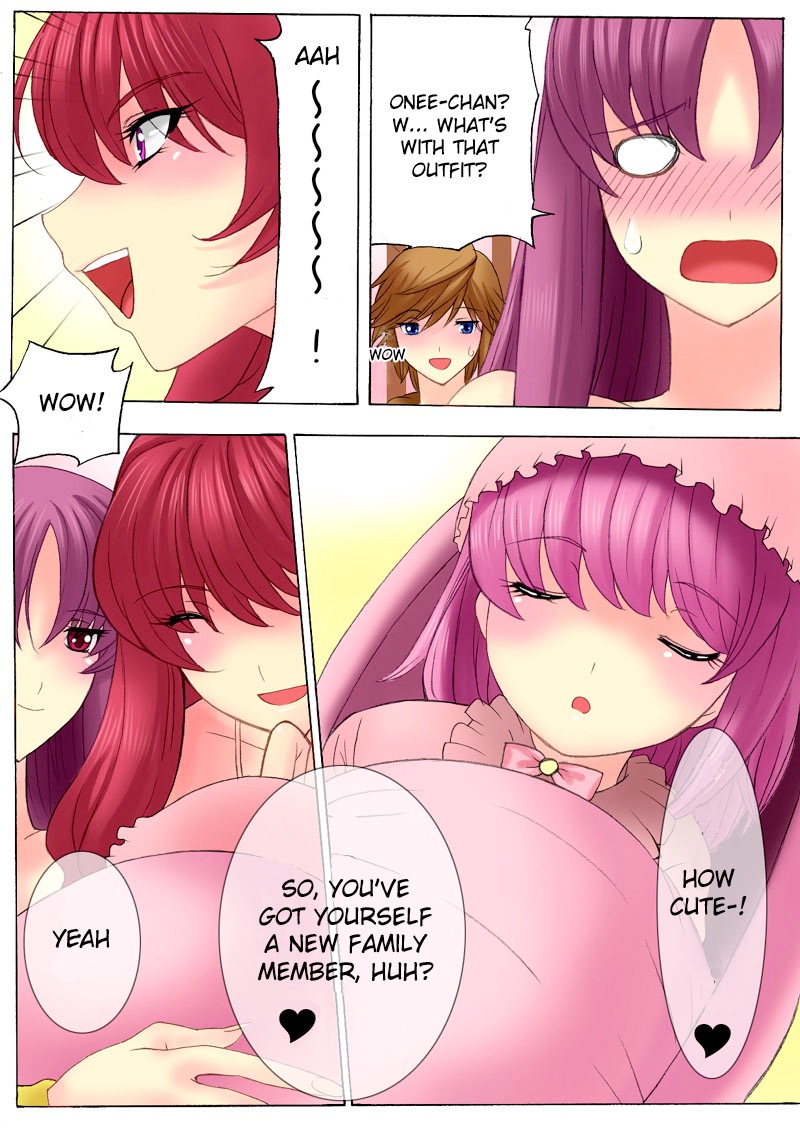 ONEE-CHAN?
W... WHAT'S
WITH THAT
OUTFIT?
WOW
AAH
~~~~~~
!
WOW!
HOW
CUTE-!
SO, YOU'VE
GOT YOURSELF
A NEW FAMILY
MEMBER, HUH?
♥
♥
YEAH